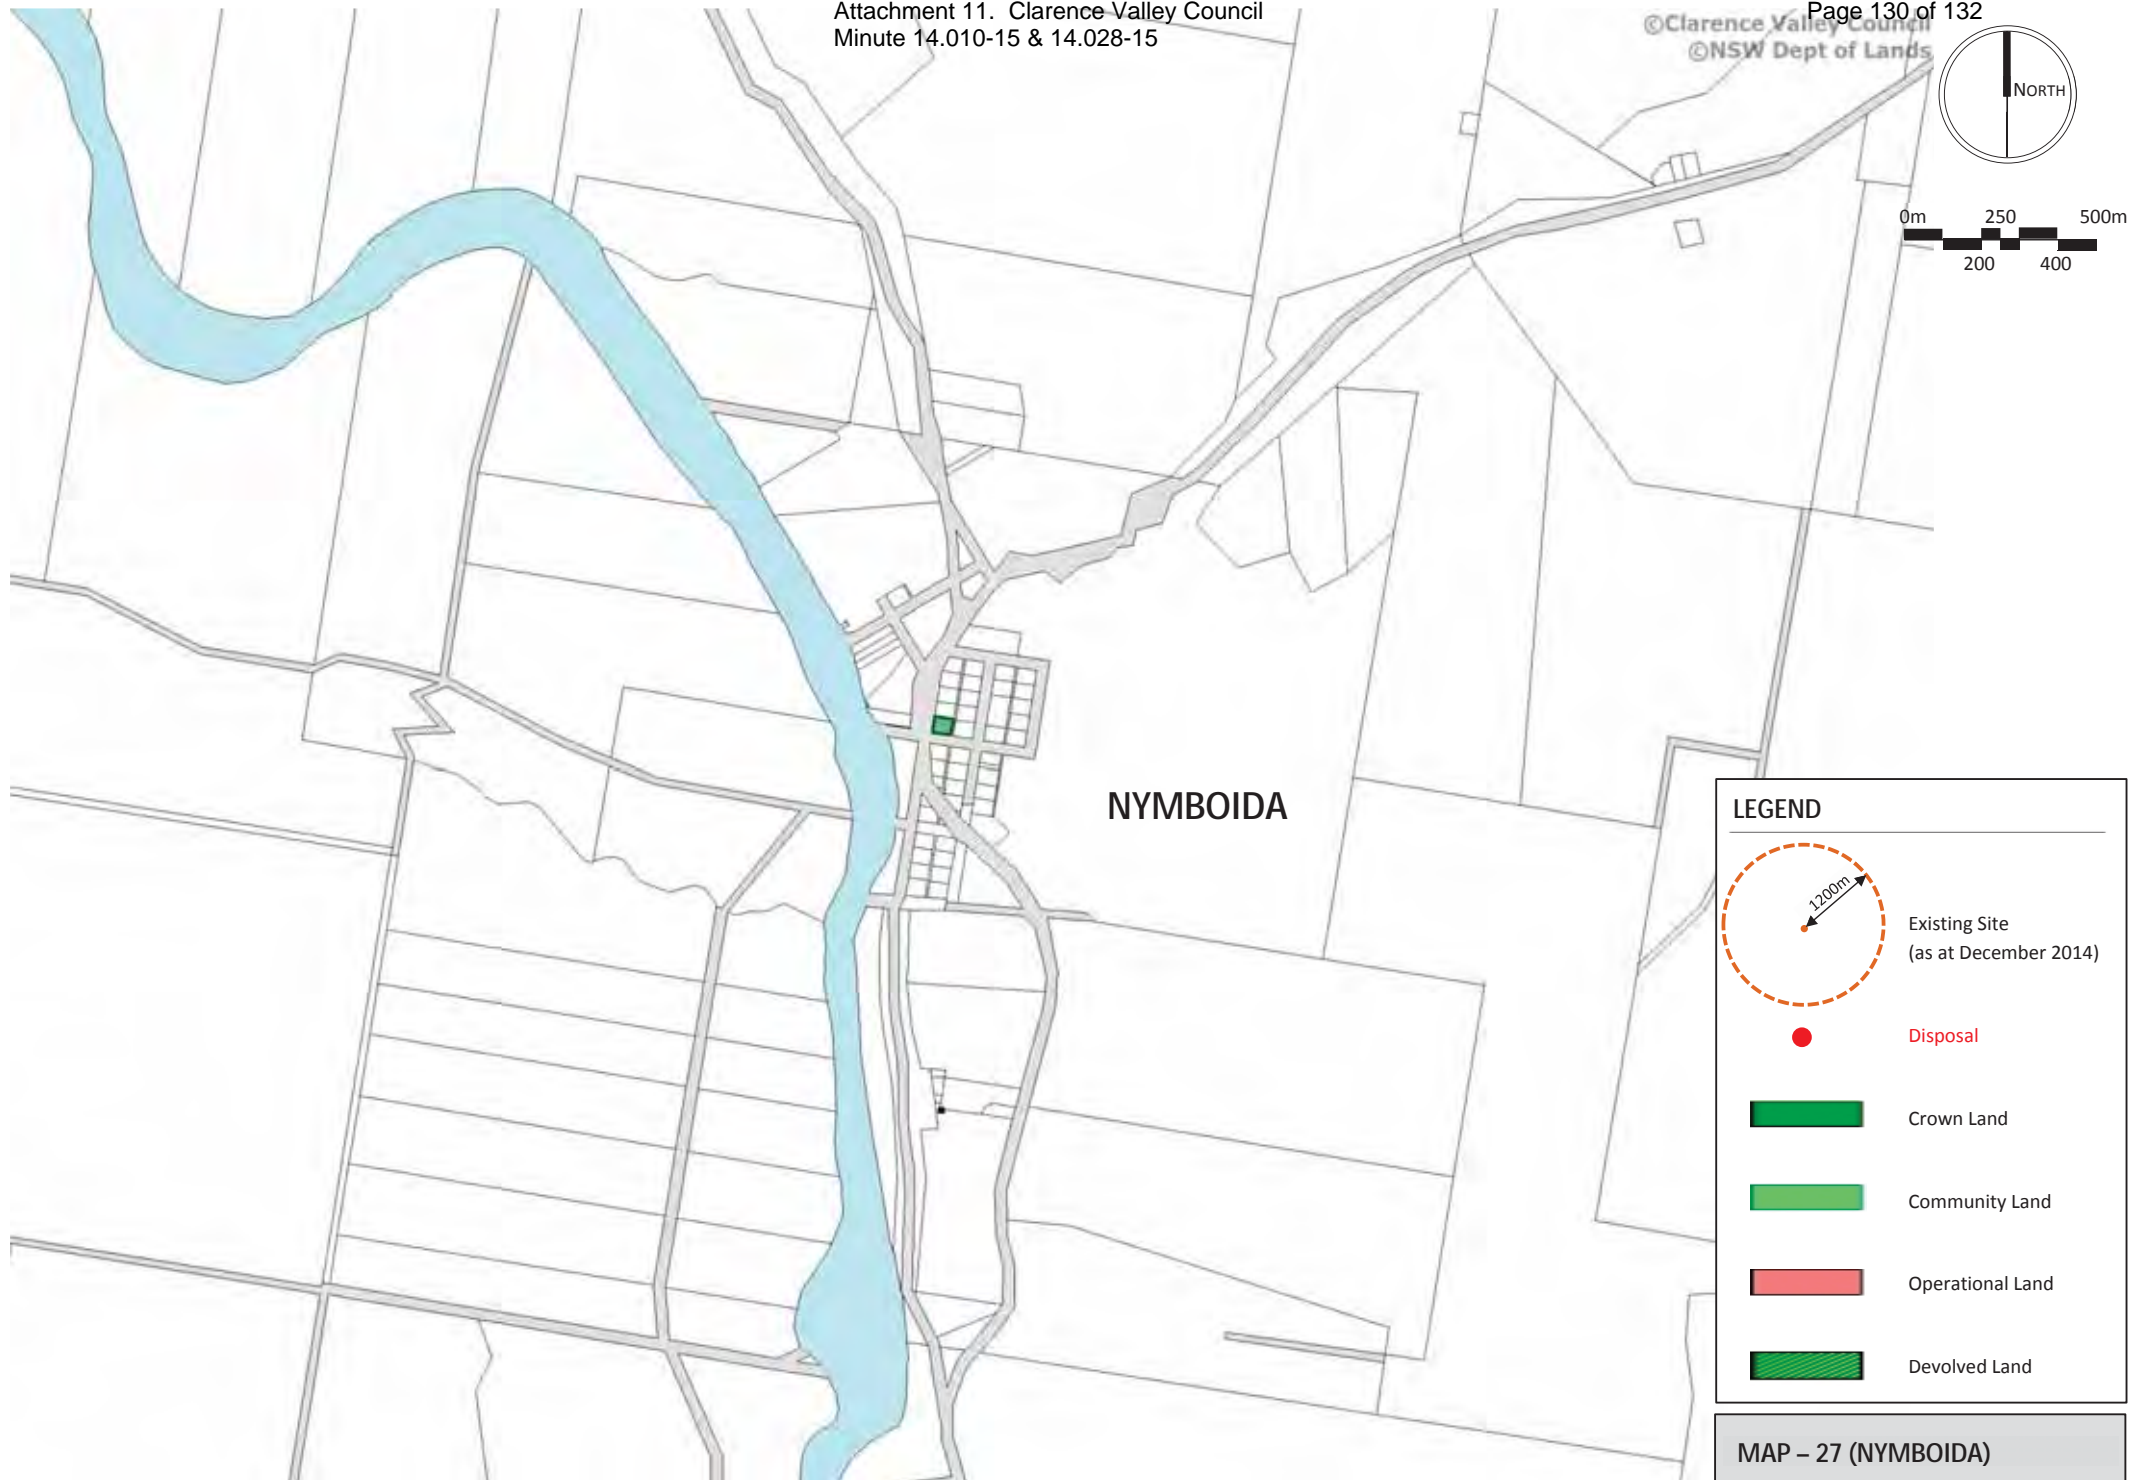 Attachment 11.  Clarence Valley Council
Minute 14.010-15 & 14.028-15
Page 130 of 132
©Clarence Valley Council
©NSW Dept of Lands
NORTH
0m 250 500m
200 400
NYMBOIDA
LEGEND
1200m
Existing Site
(as at December 2014)
Disposal
Crown Land
Community Land
Operational Land
Devolved Land
MAP – 27 (NYMBOIDA)